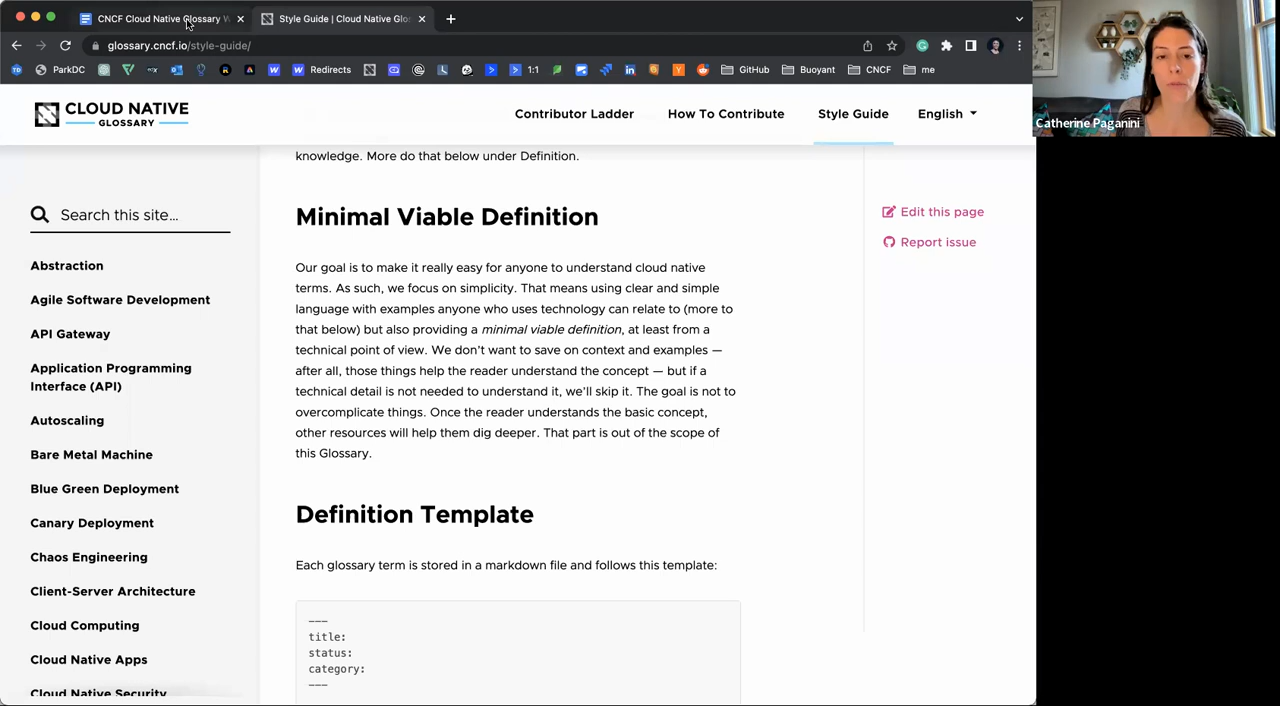 CNCF Cloud Native Glossary W
Style Guide | Cloud Native Glos
glossary.cncf.io/style-guide/
ParkDC
Redirects
1:1
GitHub
Buoyant
CNCF
me
CLOUD NATIVE
GLOSSARY
Contributor Ladder
How To Contribute
Style Guide
English
Catherine Paganini
Search this site…
Abstraction
Agile Software Development
API Gateway
Application Programming
Interface (API)
Autoscaling
Bare Metal Machine
Blue Green Deployment
Canary Deployment
Chaos Engineering
Client-Server Architecture
Cloud Computing
Cloud Native Apps
Cloud Native Security
knowledge. More do that below under Definition.
Minimal Viable Definition
Our goal is to make it really easy for anyone to understand cloud native
terms. As such, we focus on simplicity. That means using clear and simple
language with examples anyone who uses technology can relate to (more to
that below) but also providing a minimal viable definition, at least from a
technical point of view. We don't want to save on context and examples —
after all, those things help the reader understand the concept — but if a
technical detail is not needed to understand it, we'll skip it. The goal is not to
overcomplicate things. Once the reader understands the basic concept,
other resources will help them dig deeper. That part is out of the scope of
this Glossary.
Definition Template
Each glossary term is stored in a markdown file and follows this template:
---
title:
status:
category:
---
Edit this page
Report issue